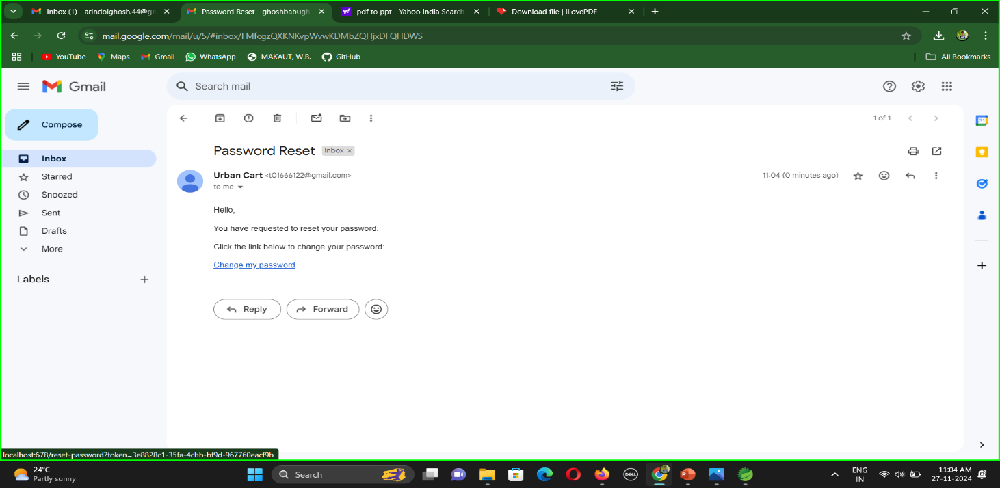 Inbox (1) - arindolghosh.44@gm
Password Reset - ghoshbabugh
pdf to ppt - Yahoo India Search
Download file | iLovePDF
mail.google.com/mail/u/5/#inbox/FMfcgzQXKNKvpWvwKDMbZQHjxDFQHDWS
YouTube
Maps
Gmail
WhatsApp
MAKAUT, W.B.
GitHub
All Bookmarks
Gmail
Search mail
Compose
1 of 1
Inbox
Starred
Snoozed
Sent
Drafts
More
Labels
Password Reset
Inbox ×
Urban Cart <t01666122@gmail.com>
11:04 (0 minutes ago)
to me
Hello,
You have requested to reset your password.
Click the link below to change your password:
Change my password
Reply
Forward
31
localhost:678/reset-password?token=3e8828c1-35fa-4cbb-bf9d-967760eacf9b
24°C
Partly sunny
Search
DELL
P
ENG
IN
11:04 AM
27-11-2024